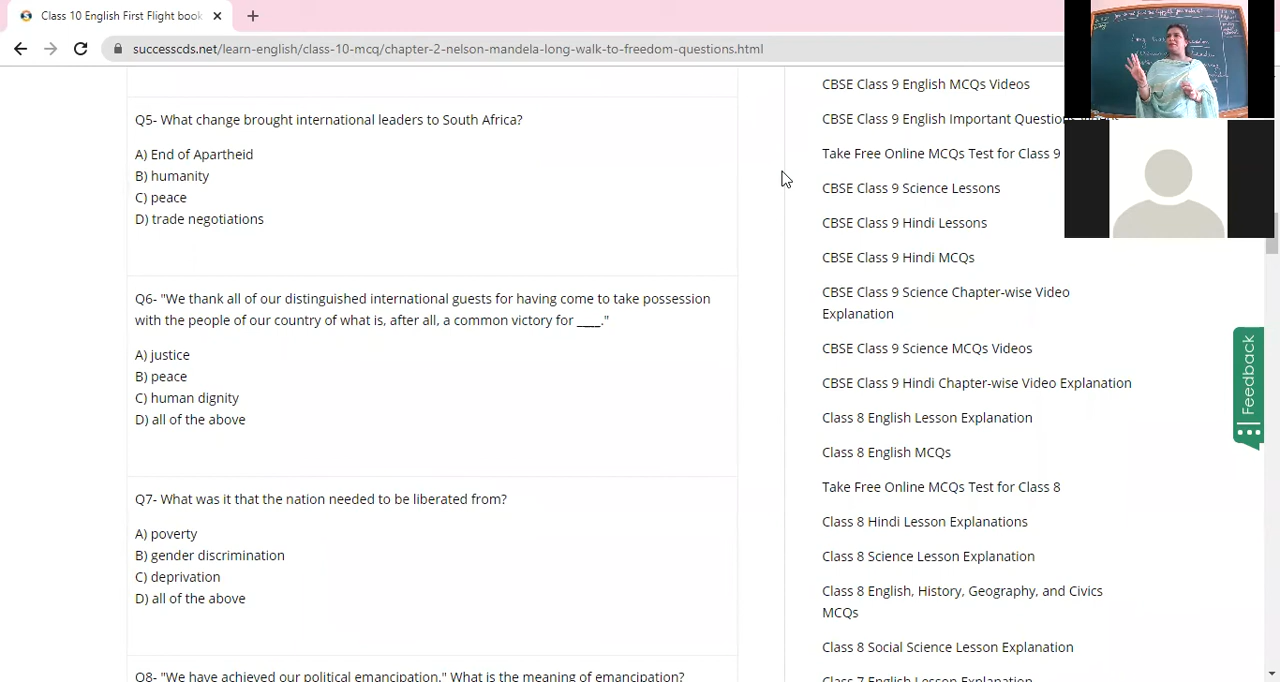 Class 10 English First Flight book
successcds.net/learn-english/class-10-mcq/chapter-2-nelson-mandela-long-walk-to-freedom-questions.html
Q5- What change brought international leaders to South Africa?
A) End of Apartheid
B) humanity
C) peace
D) trade negotiations
Q6- "We thank all of our distinguished international guests for having come to take possession
with the people of our country of what is, after all, a common victory for ____."
A) justice
B) peace
C) human dignity
D) all of the above
Q7- What was it that the nation needed to be liberated from?
A) poverty
B) gender discrimination
C) deprivation
D) all of the above
Q8- "We have achieved our political emancipation." What is the meaning of emancipation?
CBSE Class 9 English MCQs Videos
CBSE Class 9 English Important Questions
Take Free Online MCQs Test for Class 9
CBSE Class 9 Science Lessons
CBSE Class 9 Hindi Lessons
CBSE Class 9 Hindi MCQs
CBSE Class 9 Science Chapter-wise Video
Explanation
CBSE Class 9 Science MCQs Videos
CBSE Class 9 Hindi Chapter-wise Video Explanation
Class 8 English Lesson Explanation
Class 8 English MCQs
Take Free Online MCQs Test for Class 8
Class 8 Hindi Lesson Explanations
Class 8 Science Lesson Explanation
Class 8 English, History, Geography, and Civics
MCQs
Class 8 Social Science Lesson Explanation
Class 7 English Lesson Explanation
Feedback